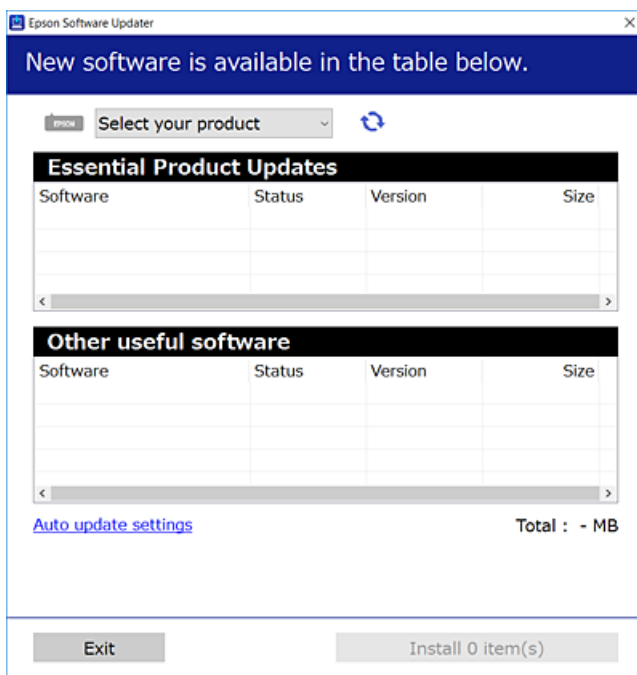 Epson Software Updater
New software is available in the table below.
EPSON Select your product
Essential Product Updates
Software Status Version Size
Other useful software
Software Status Version Size
Auto update settings Total : - MB
Exit Install 0 item(s)